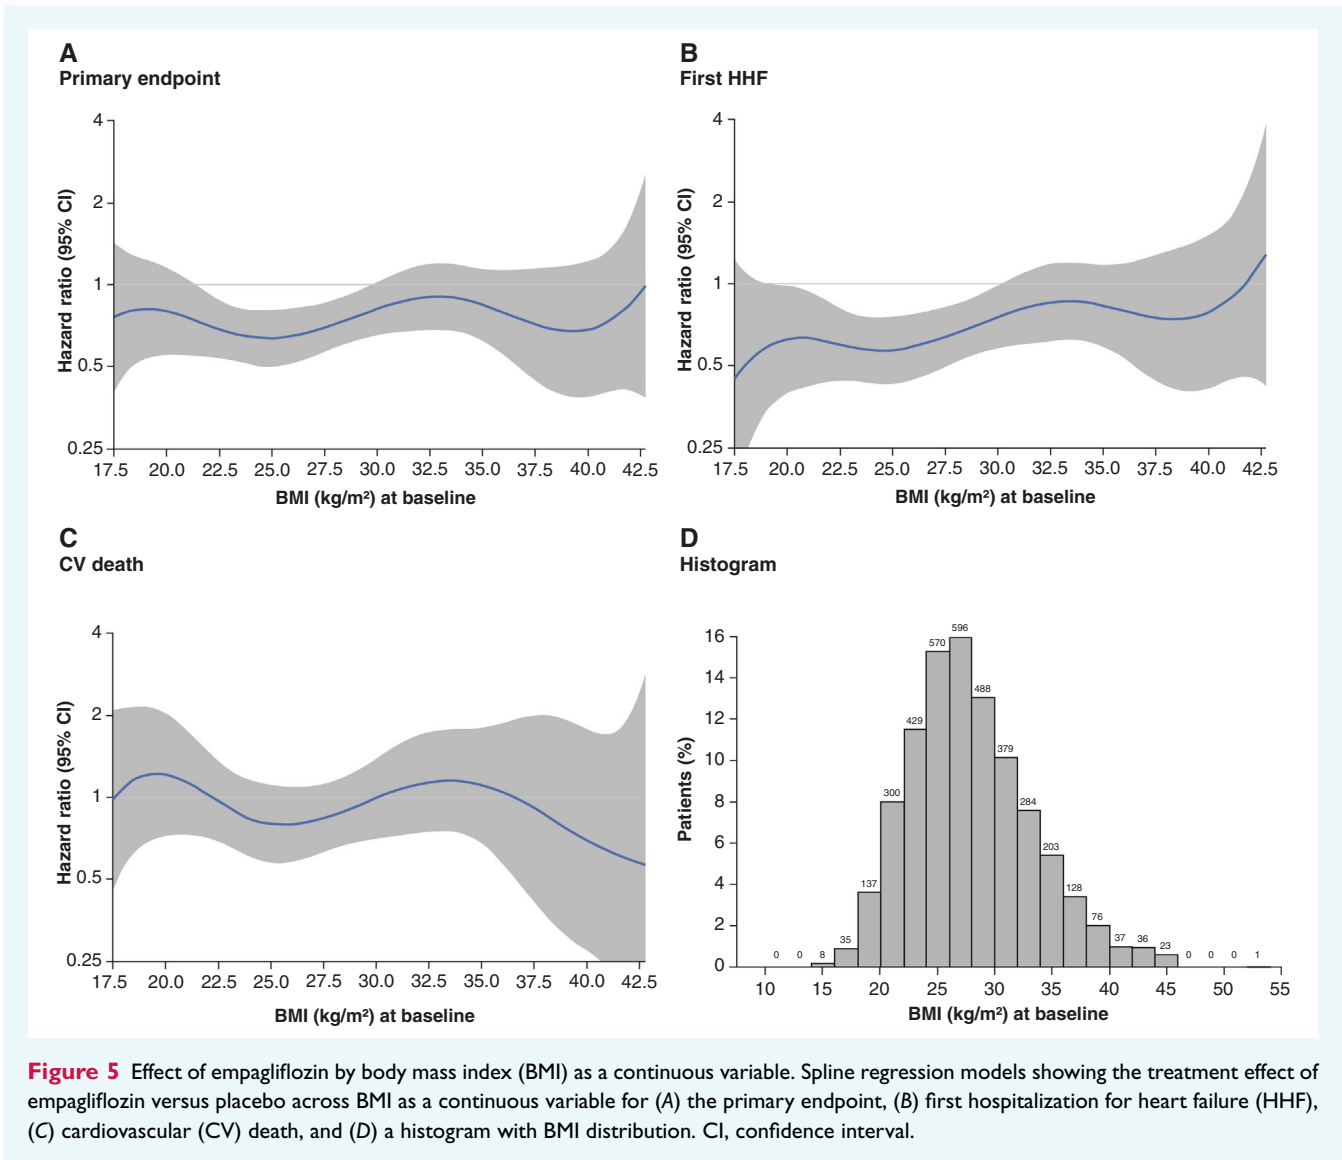 A
Primary endpoint
4
2
1
0.5
0.25
Hazard ratio (95% CI)
17.5 20.0 22.5 25.0 27.5 30.0 32.5 35.0 37.5 40.0 42.5
BMI (kg/m²) at baseline
B
First HHF
4
2
1
0.5
0.25
Hazard ratio (95% CI)
17.5 20.0 22.5 25.0 27.5 30.0 32.5 35.0 37.5 40.0 42.5
BMI (kg/m²) at baseline
C
CV death
4
2
1
0.5
0.25
Hazard ratio (95% CI)
17.5 20.0 22.5 25.0 27.5 30.0 32.5 35.0 37.5 40.0 42.5
BMI (kg/m²) at baseline
D
Histogram
16
14
12
10
8
6
4
2
0
Patients (%)
0 0 8 35 137 300 429 570 596 488 379 284 203 128 76 37 36 23 0 0 0 1
10 15 20 25 30 35 40 45 50 55
BMI (kg/m²) at baseline
Figure 5 Effect of empagliflozin by body mass index (BMI) as a continuous variable. Spline regression models showing the treatment effect of
empagliflozin versus placebo across BMI as a continuous variable for (A) the primary endpoint, (B) first hospitalization for heart failure (HHF),
(C) cardiovascular (CV) death, and (D) a histogram with BMI distribution. CI, confidence interval.